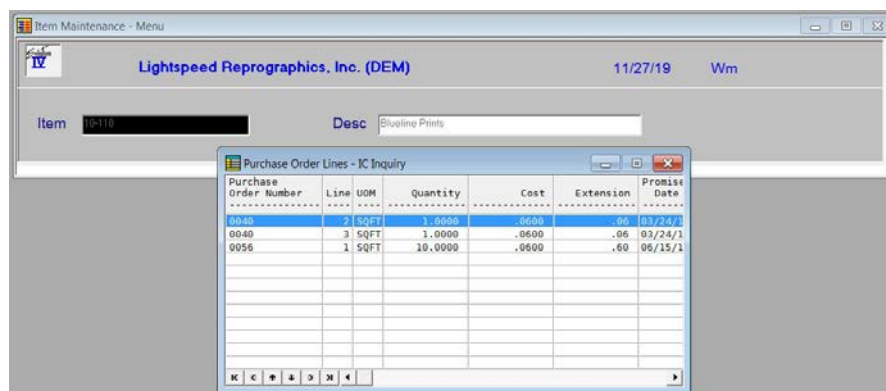 Item Maintenance - Menu
IV
Lightspeed Reprographics, Inc. (DEM) 11/27/19 Wm
Item 10-110 Desc Blueline Prints
Purchase Order Lines - IC Inquiry
Purchase Promise
Order Number Line UOM Quantity Cost Extension Date
0040 2 SQFT 1.0000 .0600 .06 03/24/1
0040 3 SQFT 1.0000 .0600 .06 03/24/1
0056 1 SQFT 10.0000 .0600 .60 06/15/1